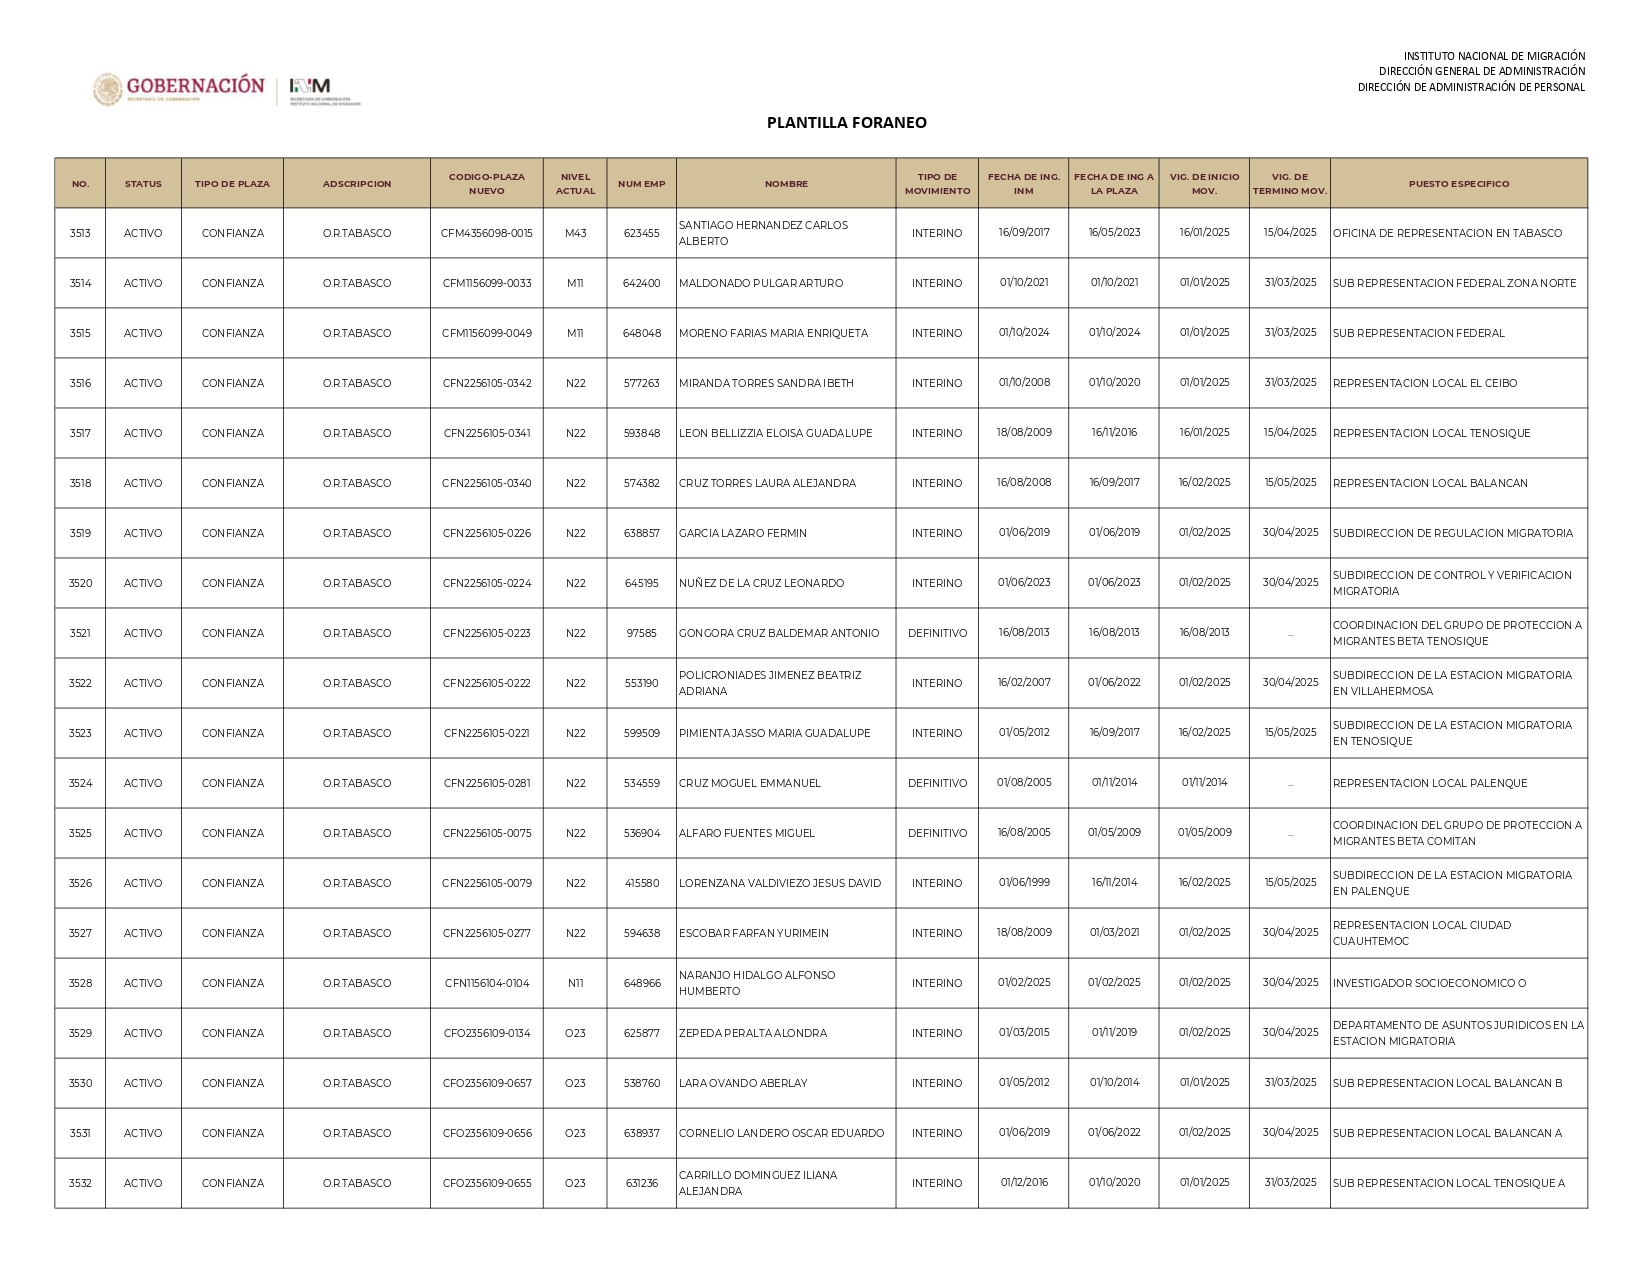 INSTITUTO NACIONAL DE MIGRACIÓN
DIRECCIÓN GENERAL DE ADMINISTRACIÓN
DIRECCIÓN DE ADMINISTRACIÓN DE PERSONAL
GOBERNACIÓN
SECRETARÍA DE GOBERNACIÓN
INM
SECRETARÍA DE GOBERNACIÓN
INSTITUTO NACIONAL DE MIGRACIÓN
PLANTILLA FORANEO
NO. STATUS TIPO DE PLAZA ADSCRIPCION CODIGO-PLAZA NUEVO NIVEL ACTUAL NUM EMP NOMBRE TIPO DE MOVIMIENTO FECHA DE ING. INM FECHA DE ING A LA PLAZA VIG. DE INICIO MOV. VIG. DE TERMINO MOV. PUESTO ESPECIFICO
3513 ACTIVO CONFIANZA O.R.TABASCO CFM4356098-0015 M43 623455 SANTIAGO HERNANDEZ CARLOS ALBERTO INTERINO 16/09/2017 16/05/2023 16/01/2025 15/04/2025 OFICINA DE REPRESENTACION EN TABASCO
3514 ACTIVO CONFIANZA O.R.TABASCO CFM1156099-0033 M11 642400 MALDONADO PULGAR ARTURO INTERINO 01/10/2021 01/10/2021 01/01/2025 31/03/2025 SUB REPRESENTACION FEDERAL ZONA NORTE
3515 ACTIVO CONFIANZA O.R.TABASCO CFM1156099-0049 M11 648048 MORENO FARIAS MARIA ENRIQUETA INTERINO 01/10/2024 01/10/2024 01/01/2025 31/03/2025 SUB REPRESENTACION FEDERAL
3516 ACTIVO CONFIANZA O.R.TABASCO CFN2256105-0342 N22 577263 MIRANDA TORRES SANDRA IBETH INTERINO 01/10/2008 01/10/2020 01/01/2025 31/03/2025 REPRESENTACION LOCAL EL CEIBO
3517 ACTIVO CONFIANZA O.R.TABASCO CFN2256105-0341 N22 593848 LEON BELLIZZIA ELOISA GUADALUPE INTERINO 18/08/2009 16/11/2016 16/01/2025 15/04/2025 REPRESENTACION LOCAL TENOSIQUE
3518 ACTIVO CONFIANZA O.R.TABASCO CFN2256105-0340 N22 574382 CRUZ TORRES LAURA ALEJANDRA INTERINO 16/08/2008 16/09/2017 16/02/2025 15/05/2025 REPRESENTACION LOCAL BALANCAN
3519 ACTIVO CONFIANZA O.R.TABASCO CFN2256105-0226 N22 638857 GARCIA LAZARO FERMIN INTERINO 01/06/2019 01/06/2019 01/02/2025 30/04/2025 SUBDIRECCION DE REGULACION MIGRATORIA
3520 ACTIVO CONFIANZA O.R.TABASCO CFN2256105-0224 N22 645195 NUÑEZ DE LA CRUZ LEONARDO INTERINO 01/06/2023 01/06/2023 01/02/2025 30/04/2025 SUBDIRECCION DE CONTROL Y VERIFICACION MIGRATORIA
3521 ACTIVO CONFIANZA O.R.TABASCO CFN2256105-0223 N22 97585 GONGORA CRUZ BALDEMAR ANTONIO DEFINITIVO 16/08/2013 16/08/2013 16/08/2013 ... COORDINACION DEL GRUPO DE PROTECCION A MIGRANTES BETA TENOSIQUE
3522 ACTIVO CONFIANZA O.R.TABASCO CFN2256105-0222 N22 553190 POLICRONIADES JIMENEZ BEATRIZ ADRIANA INTERINO 16/02/2007 01/06/2022 01/02/2025 30/04/2025 SUBDIRECCION DE LA ESTACION MIGRATORIA EN VILLAHERMOSA
3523 ACTIVO CONFIANZA O.R.TABASCO CFN2256105-0221 N22 599509 PIMIENTA JASSO MARIA GUADALUPE INTERINO 01/05/2012 16/09/2017 16/02/2025 15/05/2025 SUBDIRECCION DE LA ESTACION MIGRATORIA EN TENOSIQUE
3524 ACTIVO CONFIANZA O.R.TABASCO CFN2256105-0281 N22 534559 CRUZ MOGUEL EMMANUEL DEFINITIVO 01/08/2005 01/11/2014 01/11/2014 ... REPRESENTACION LOCAL PALENQUE
3525 ACTIVO CONFIANZA O.R.TABASCO CFN2256105-0075 N22 536904 ALFARO FUENTES MIGUEL DEFINITIVO 16/08/2005 01/05/2009 01/05/2009 ... COORDINACION DEL GRUPO DE PROTECCION A MIGRANTES BETA COMITAN
3526 ACTIVO CONFIANZA O.R.TABASCO CFN2256105-0079 N22 415580 LORENZANA VALDIVIEZO JESUS DAVID INTERINO 01/06/1999 16/11/2014 16/02/2025 15/05/2025 SUBDIRECCION DE LA ESTACION MIGRATORIA EN PALENQUE
3527 ACTIVO CONFIANZA O.R.TABASCO CFN2256105-0277 N22 594638 ESCOBAR FARFAN YURIMEIN INTERINO 18/08/2009 01/03/2021 01/02/2025 30/04/2025 REPRESENTACION LOCAL CIUDAD CUAUHTEMOC
3528 ACTIVO CONFIANZA O.R.TABASCO CFN1156104-0104 N11 648966 NARANJO HIDALGO ALFONSO HUMBERTO INTERINO 01/02/2025 01/02/2025 01/02/2025 30/04/2025 INVESTIGADOR SOCIOECONOMICO O
3529 ACTIVO CONFIANZA O.R.TABASCO CFO2356109-0134 O23 625877 ZEPEDA PERALTA ALONDRA INTERINO 01/03/2015 01/11/2019 01/02/2025 30/04/2025 DEPARTAMENTO DE ASUNTOS JURIDICOS EN LA ESTACION MIGRATORIA
3530 ACTIVO CONFIANZA O.R.TABASCO CFO2356109-0657 O23 538760 LARA OVANDO ABERLAY INTERINO 01/05/2012 01/10/2014 01/01/2025 31/03/2025 SUB REPRESENTACION LOCAL BALANCAN B
3531 ACTIVO CONFIANZA O.R.TABASCO CFO2356109-0656 O23 638937 CORNELIO LANDERO OSCAR EDUARDO INTERINO 01/06/2019 01/06/2022 01/02/2025 30/04/2025 SUB REPRESENTACION LOCAL BALANCAN A
3532 ACTIVO CONFIANZA O.R.TABASCO CFO2356109-0655 O23 631236 CARRILLO DOMINGUEZ ILIANA ALEJANDRA INTERINO 01/12/2016 01/10/2020 01/01/2025 31/03/2025 SUB REPRESENTACION LOCAL TENOSIQUE A